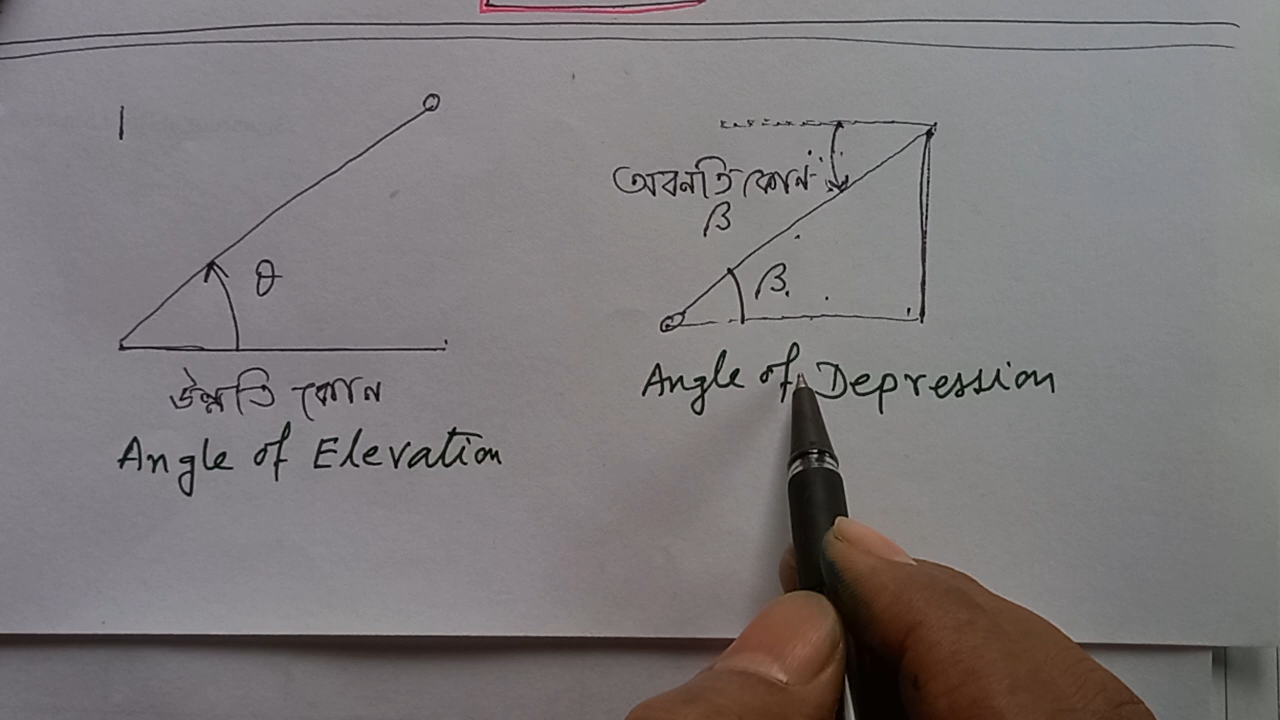 θ
উন্নতি কোন
Angle of Elevation
অবনতি কোন
β
β
Angle of Depression